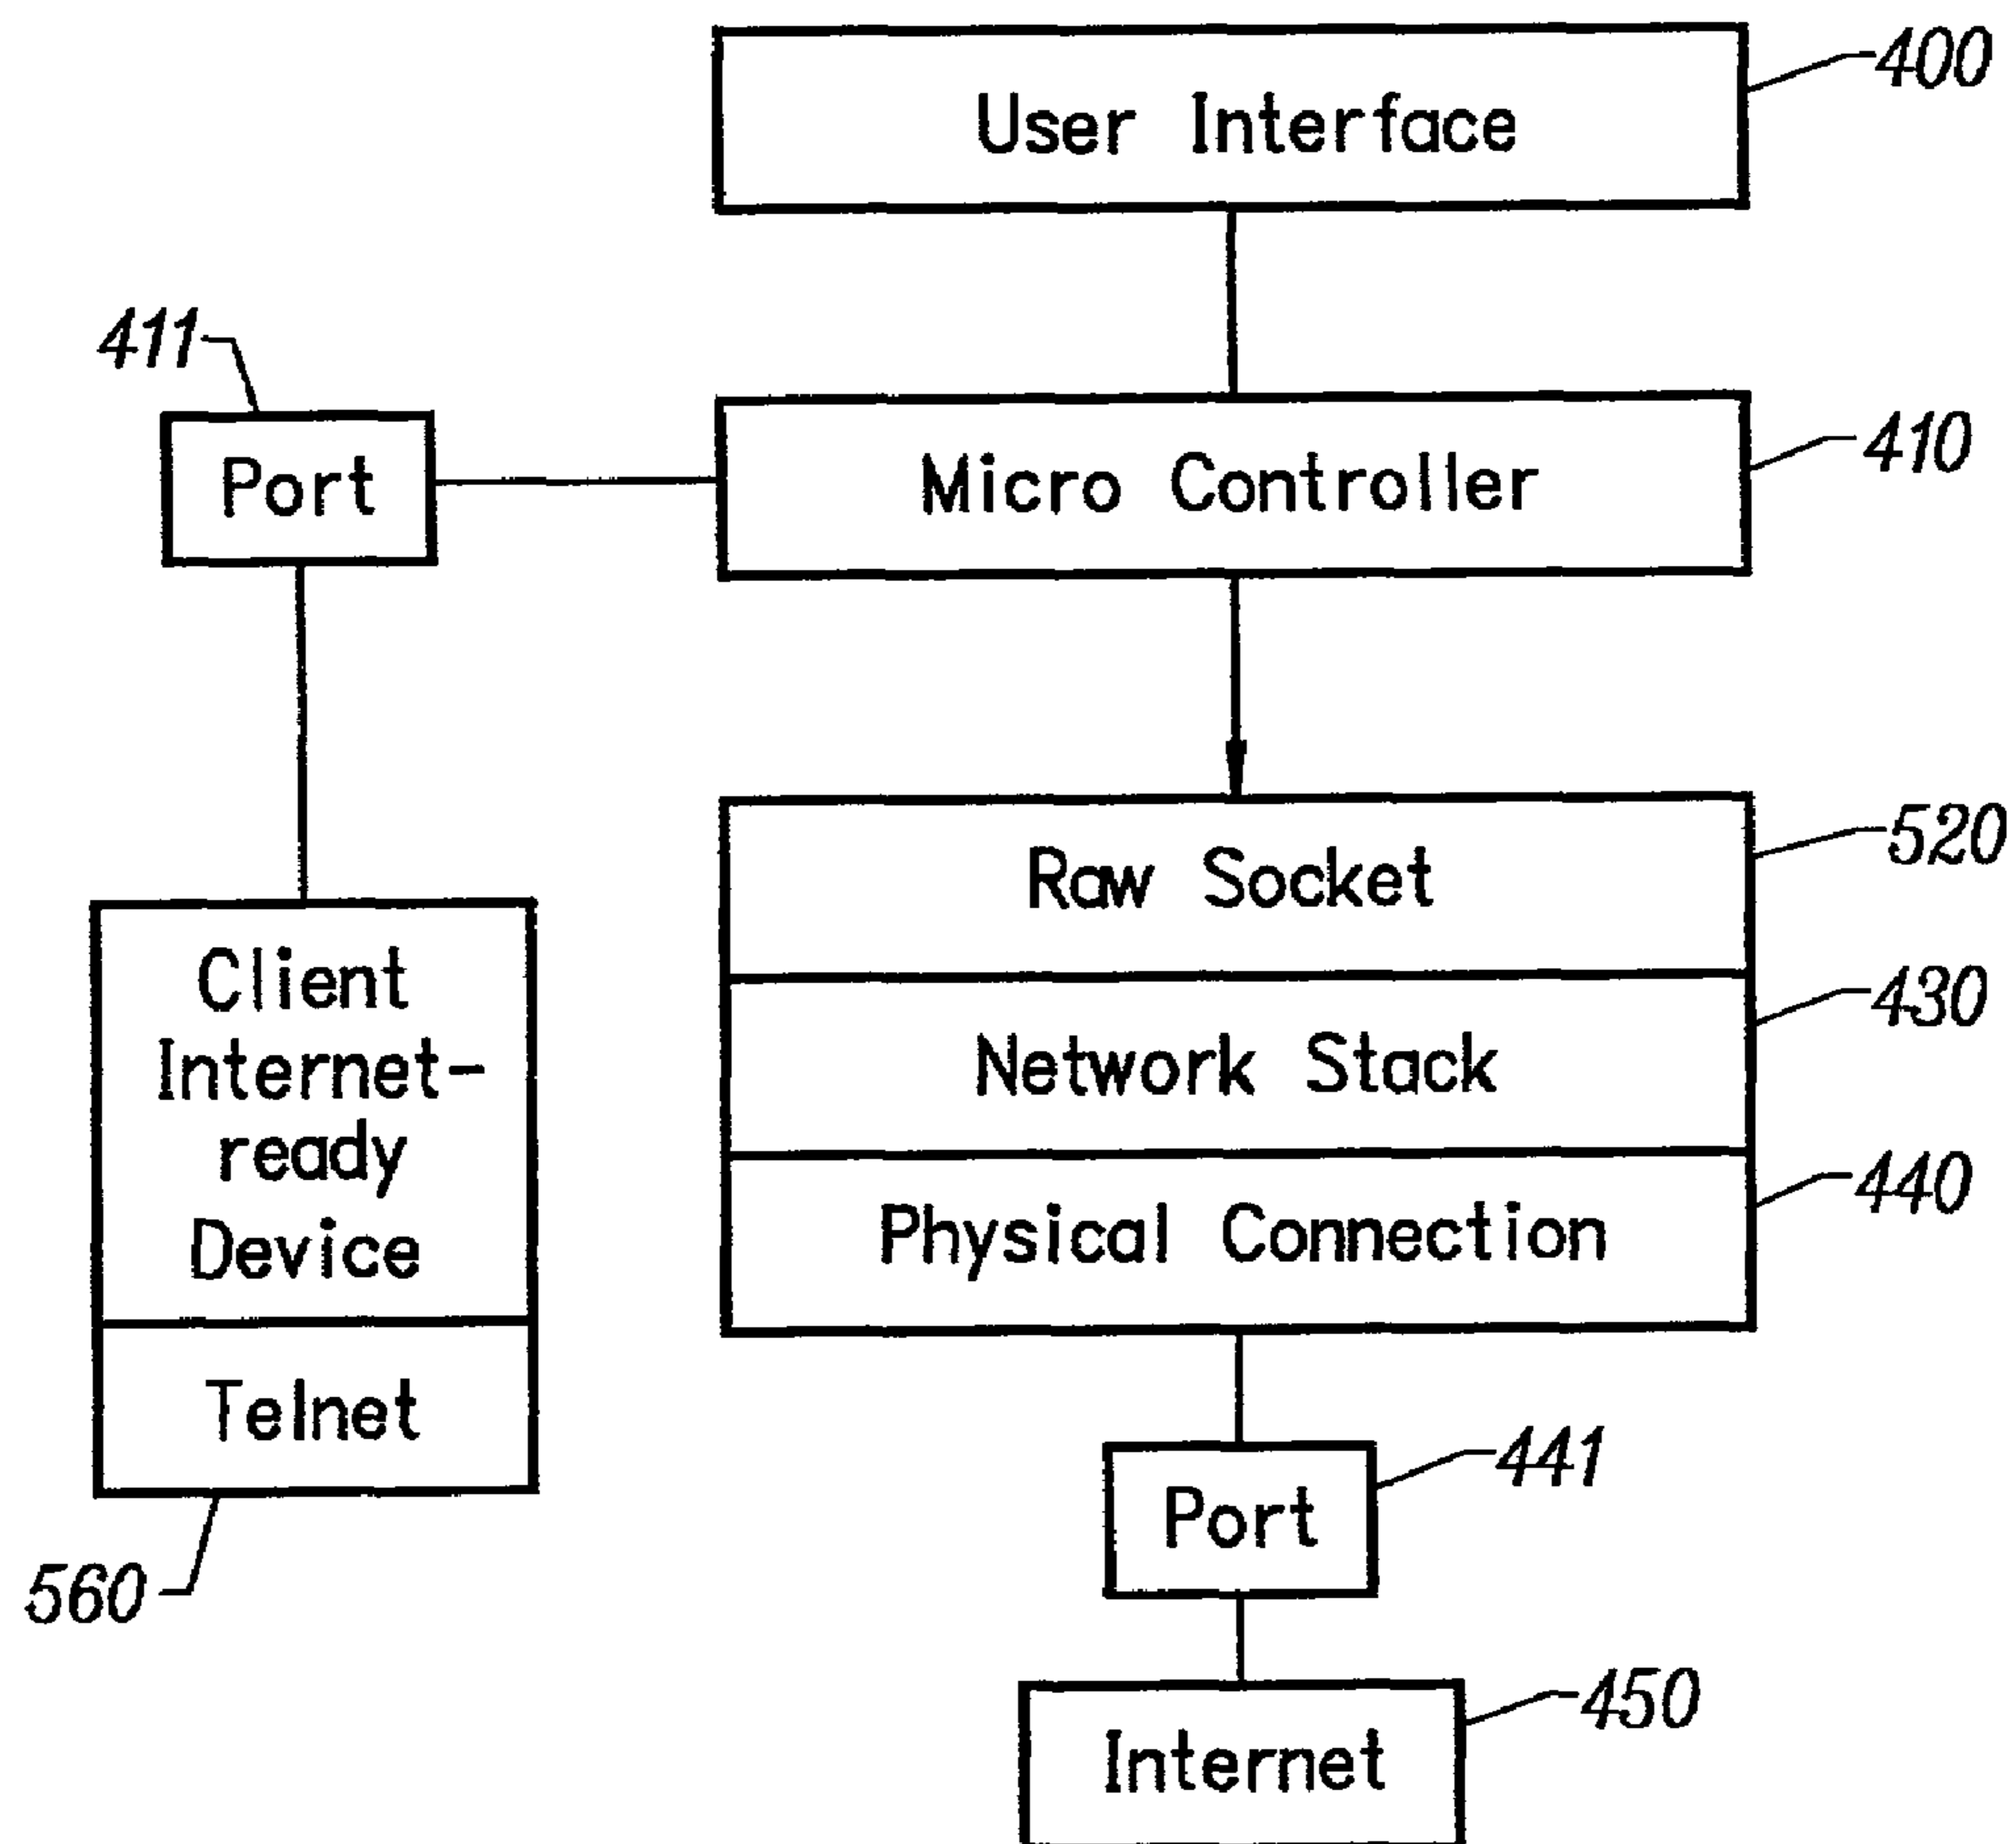 400
User Interface
411
Port
Micro Controller
410
Raw Socket
520
Client
Internet-
ready
Device
Network Stack
430
Physical Connection
440
Telnet
560
Port
441
Internet
450